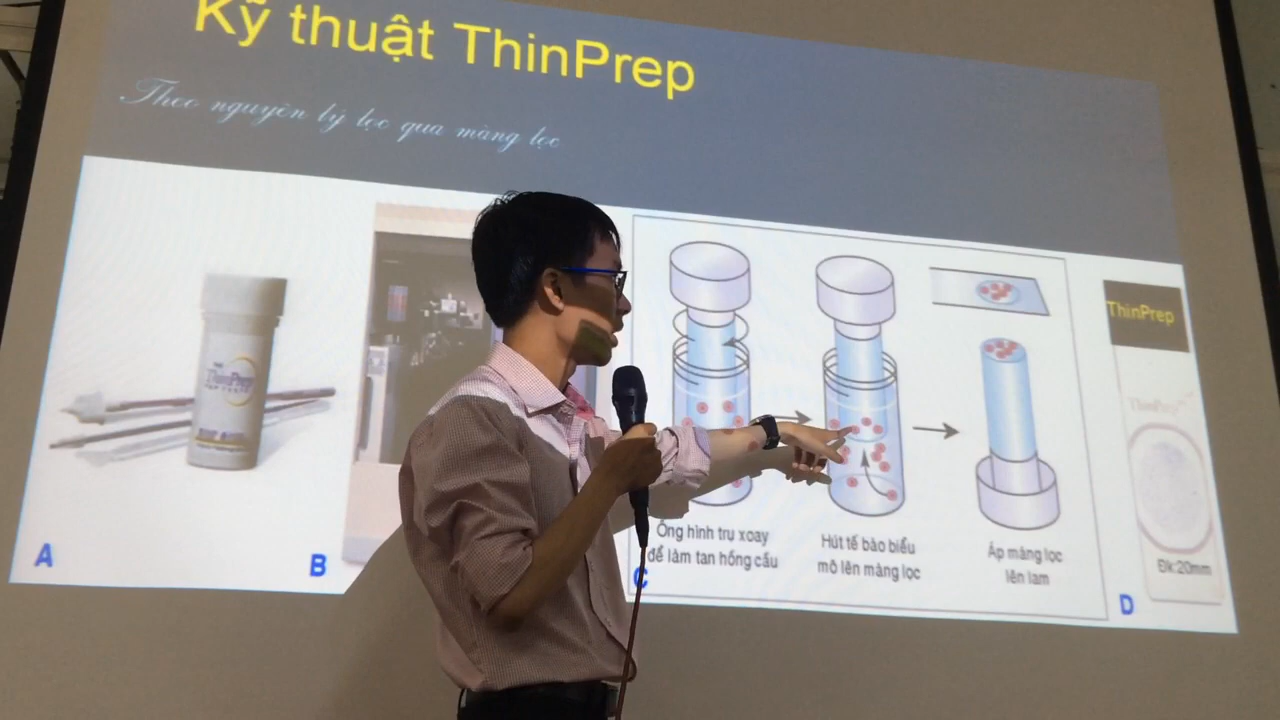 Kỹ thuật ThinPrep
Theo nguyên lý lọc qua màng lọc
ThinPrep
A
B
Ống hình trụ xoay
để làm tan hồng cầu
Hút tế bào biểu
mô lên màng lọc
Áp màng lọc
lên lam
C
ThinPrep
ThinPrep
Đk:20mm
D